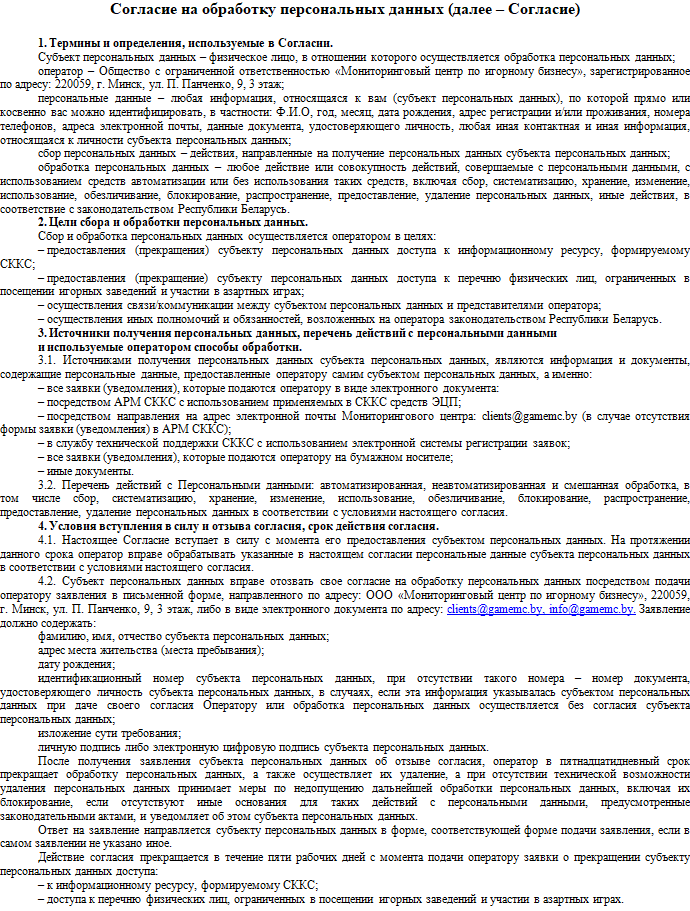 Согласие на обработку персональных данных (далее – Согласие)
1. Термины и определения, используемые в Согласии.
Субъект персональных данных – физическое лицо, в отношении которого осуществляется обработка персональных данных;
оператор – Общество с ограниченной ответственностью «Мониторинговый центр по игорному бизнесу», зарегистрированное
по адресу: 220059, г. Минск, ул. П. Панченко, 9, 3 этаж;
персональные данные – любая информация, относящаяся к вам (субъект персональных данных), по которой прямо или
косвенно вас можно идентифицировать, в частности: Ф.И.О, год, месяц, дата рождения, адрес регистрации и/или проживания, номера
телефонов, адреса электронной почты, данные документа, удостоверяющего личность, любая иная контактная и иная информация,
относящаяся к личности субъекта персональных данных;
сбор персональных данных – действия, направленные на получение персональных данных субъекта персональных данных;
обработка персональных данных – любое действие или совокупность действий, совершаемые с персональными данными, с
использованием средств автоматизации или без использования таких средств, включая сбор, систематизацию, хранение, изменение,
использование, обезличивание, блокирование, распространение, предоставление, удаление персональных данных, иные действия, в
соответствие с законодательством Республики Беларусь.
2. Цели сбора и обработки персональных данных.
Сбор и обработка персональных данных осуществляется оператором в целях:
– предоставления (прекращения) субъекту персональных данных доступа к информационному ресурсу, формируемому
СККС;
– предоставления (прекращение) субъекту персональных данных доступа к перечню физических лиц, ограниченных в
посещении игорных заведений и участии в азартных играх;
– осуществления связи/коммуникации между субъектом персональных данных и представителями оператора;
– осуществления иных полномочий и обязанностей, возложенных на оператора законодательством Республики Беларусь.
3. Источники получения персональных данных, перечень действий с персональными данными
и используемые оператором способы обработки.
3.1. Источниками получения персональных данных субъекта персональных данных, являются информация и документы,
содержащие персональные данные, предоставленные оператору самим субъектом персональных данных, а именно:
– все заявки (уведомления), которые подаются оператору в виде электронного документа:
– посредством АРМ СККС с использованием применяемых в СККС средств ЭЦП;
– посредством направления на адрес электронной почты Мониторингового центра: clients@gamemc.by (в случае отсутствия
формы заявки (уведомления) в АРМ СККС);
– в службу технической поддержки СККС с использованием электронной системы регистрации заявок;
– все заявки (уведомления), которые подаются оператору на бумажном носителе;
– иные документы.
3.2. Перечень действий с Персональными данными: автоматизированная, неавтоматизированная и смешанная обработка, в
том числе сбор, систематизацию, хранение, изменение, использование, обезличивание, блокирование, распространение,
предоставление, удаление персональных данных в соответствии с условиями настоящего согласия.
4. Условия вступления в силу и отзыва согласия, срок действия согласия.
4.1. Настоящее Согласие вступает в силу с момента его предоставления субъектом персональных данных. На протяжении
данного срока оператор вправе обрабатывать указанные в настоящем согласии персональные данные субъекта персональных данных
в соответствии с условиями настоящего согласия.
4.2. Субъект персональных данных вправе отозвать свое согласие на обработку персональных данных посредством подачи
оператору заявления в письменной форме, направленного по адресу: ООО «Мониторинговый центр по игорному бизнесу», 220059,
г. Минск, ул. П. Панченко, 9, 3 этаж, либо в виде электронного документа по адресу: clients@gamemc.by, info@gamemc.by. Заявление
должно содержать:
фамилию, имя, отчество субъекта персональных данных;
адрес места жительства (места пребывания);
дату рождения;
идентификационный номер субъекта персональных данных, при отсутствии такого номера – номер документа,
удостоверяющего личность субъекта персональных данных, в случаях, если эта информация указывалась субъектом персональных
данных при даче своего согласия Оператору или обработка персональных данных осуществляется без согласия субъекта
персональных данных;
изложение сути требования;
личную подпись либо электронную цифровую подпись субъекта персональных данных.
После получения заявления субъекта персональных данных об отзыве согласия, оператор в пятнадцатидневный срок
прекращает обработку персональных данных, а также осуществляет их удаление, а при отсутствии технической возможности
удаления персональных данных принимает меры по недопущению дальнейшей обработки персональных данных, включая их
блокирование, если отсутствуют иные основания для таких действий с персональными данными, предусмотренные
законодательными актами, и уведомляет об этом субъекта персональных данных.
Ответ на заявление направляется субъекту персональных данных в форме, соответствующей форме подачи заявления, если в
самом заявлении не указано иное.
Действие согласия прекращается в течение пяти рабочих дней с момента подачи оператору заявки о прекращении субъекту
персональных данных доступа:
– к информационному ресурсу, формируемому СККС;
– доступа к перечню физических лиц, ограниченных в посещении игорных заведений и участии в азартных играх.